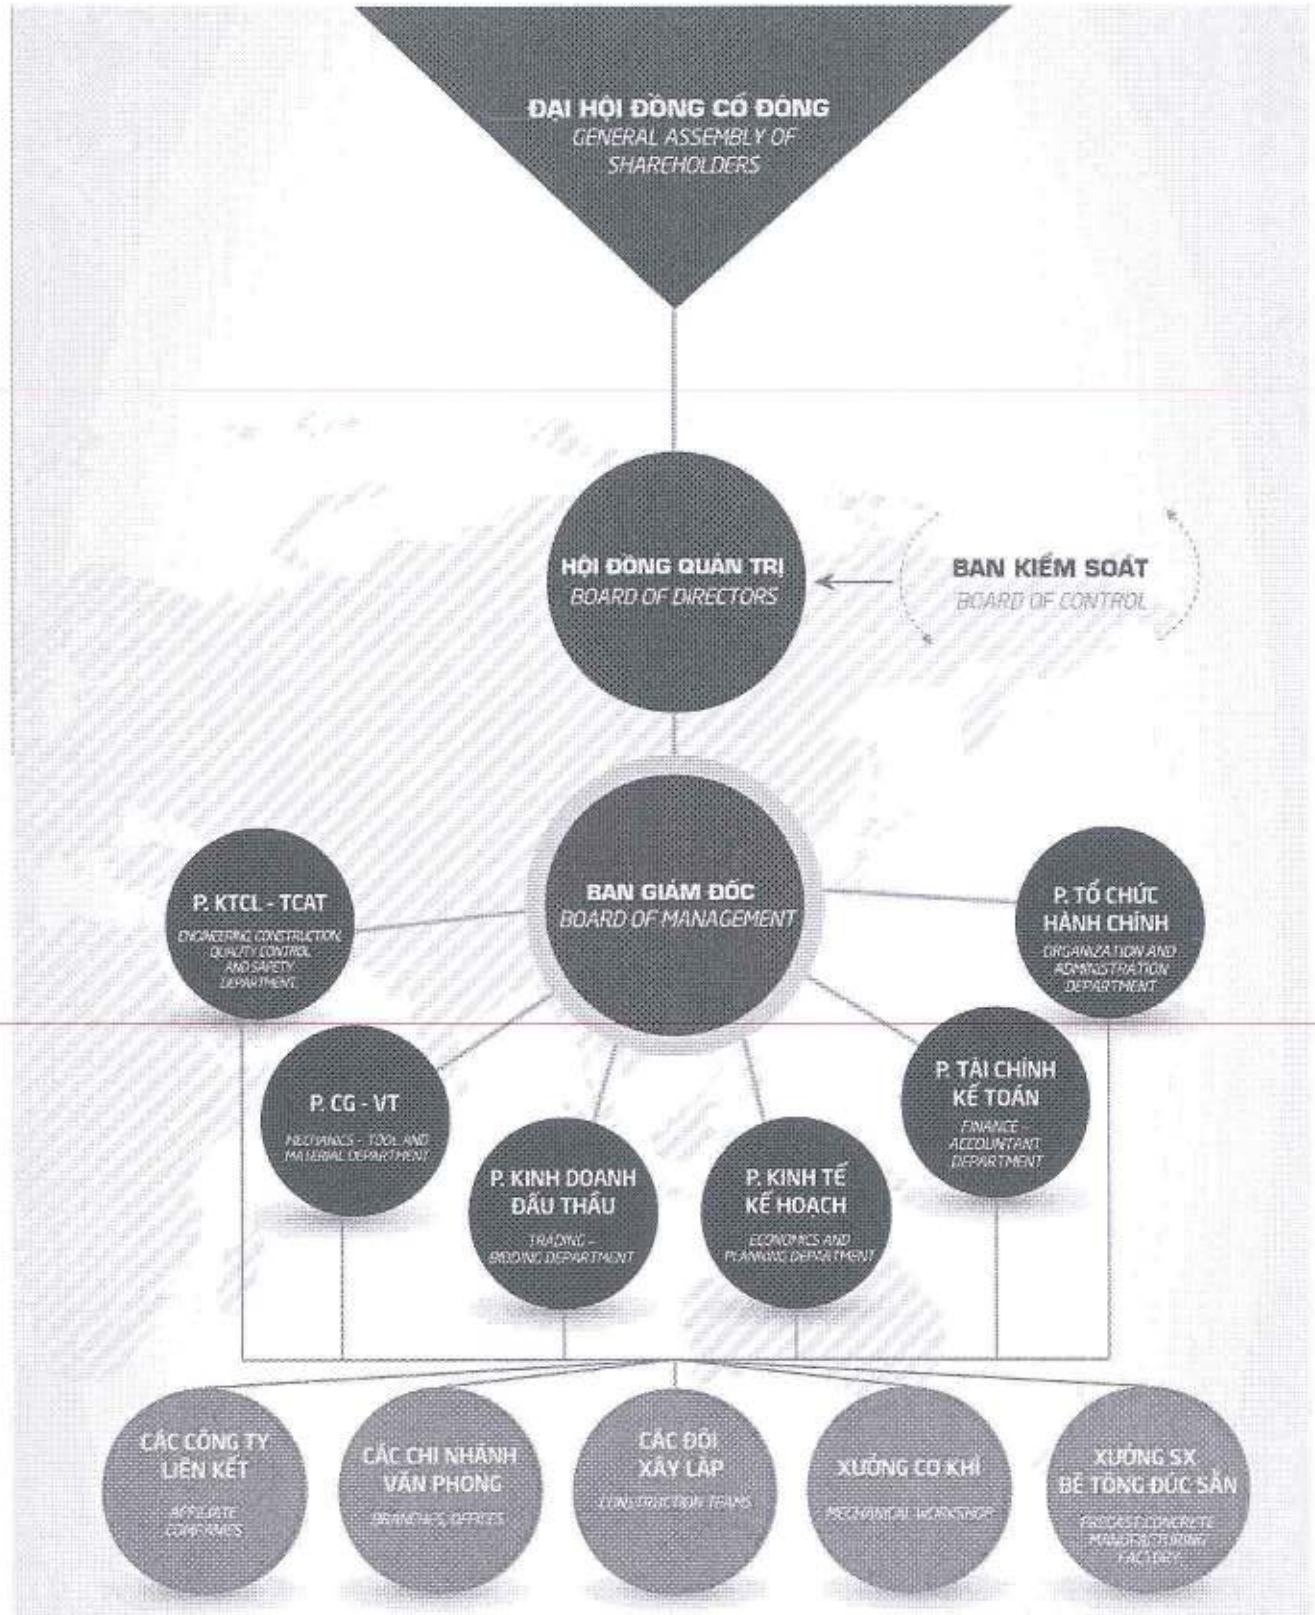 ĐẠI HỘI ĐỒNG CỔ ĐÔNG
GENERAL ASSEMBLY OF
SHAREHOLDERS
HỘI ĐỒNG QUẢN TRỊ
BOARD OF DIRECTORS
BAN KIỂM SOÁT
BOARD OF CONTROL
BAN GIÁM ĐỐC
BOARD OF MANAGEMENT
P. KTCL - TCAT
ENGINEERING, CONSTRUCTION,
QUALITY CONTROL
AND SAFETY
DEPARTMENT
P. TỔ CHỨC
HÀNH CHÍNH
ORGANIZATION AND
ADMINISTRATION
DEPARTMENT
P. CG - VT
MECHANICS - TOOL AND
MATERIAL DEPARTMENT
P. TÀI CHÍNH
KẾ TOÁN
FINANCE -
ACCOUNTANT
DEPARTMENT
P. KINH DOANH
ĐẤU THẦU
TRADING –
BIDDING DEPARTMENT
P. KINH TẾ
KẾ HOẠCH
ECONOMICS AND
PLANNING DEPARTMENT
CÁC CÔNG TY
LIÊN KẾT
AFFILIATE
COMPANIES
CÁC CHI NHÁNH
VĂN PHÒNG
BRANCHES, OFFICES
CÁC ĐỘI
XÂY LẮP
CONSTRUCTION TEAMS
XƯỞNG CƠ KHÍ
MECHANICAL WORKSHOP
XƯỞNG SX
BÊ TÔNG ĐÚC SẴN
PRECAST CONCRETE
MANUFACTURING
FACTORY